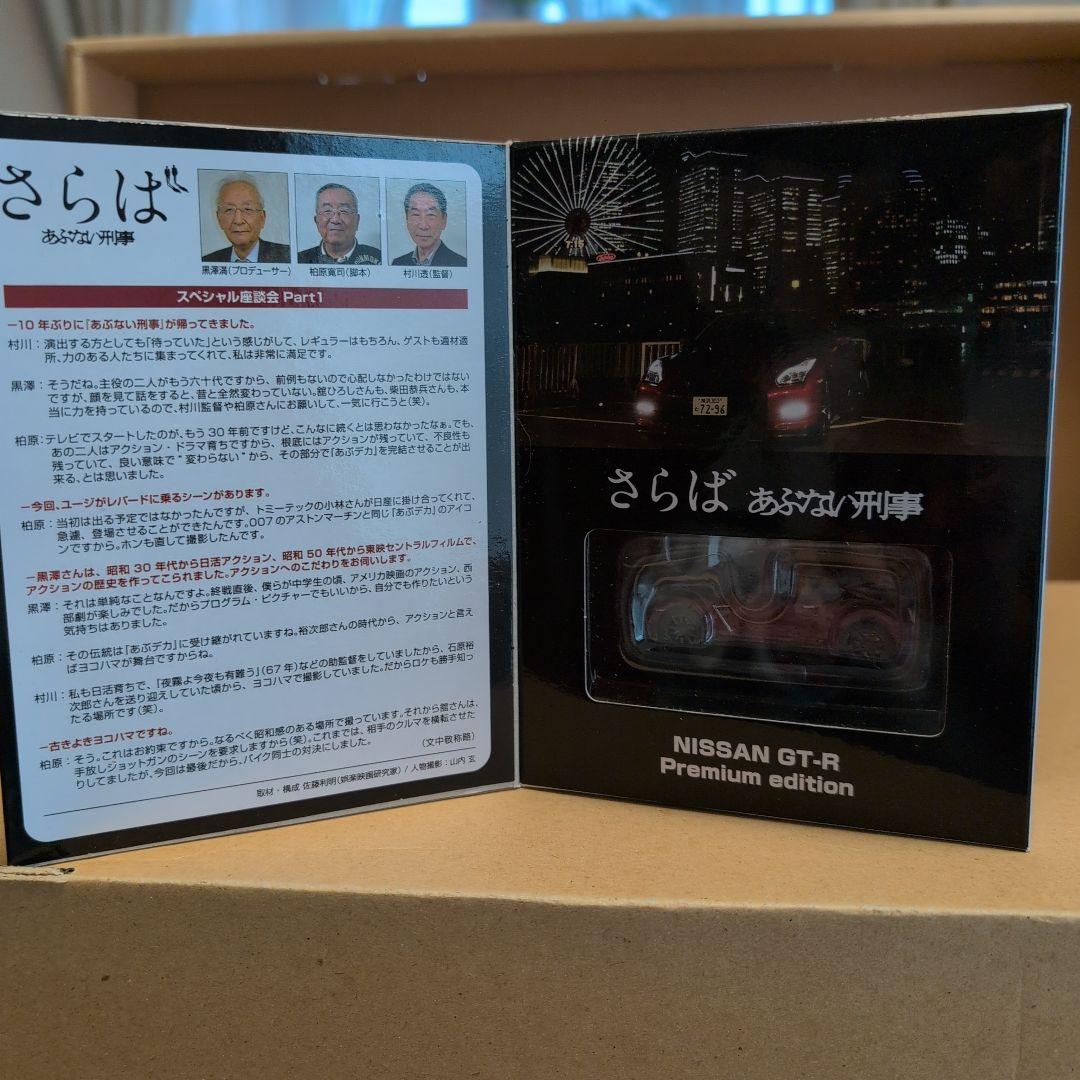 さらば
あぶない刑事
黒澤満(プロデューサー)
柏原寛司(脚本)
村川透(監督)
スペシャル座談会 Part1
−10年ぶりに『あぶない刑事』が帰ってきました。
村川：演出する方としても「待っていた」という感じがして、レギュラーはもちろん、ゲストも適材適
所、力のある人たちに集まってくれて、私は非常に満足です。
黒澤：そうだね。主役の二人がもう六十代ですから、前例もないので心配しなかったわけではない
ですが、顔を見て話をすると、昔と全然変わっていない。舘ひろしさんも、柴田恭兵さんも、本
当に力を持っているので、村川監督や柏原さんにお願いして、一気に行こうと(笑)。
柏原：テレビでスタートしたのが、もう30年前ですけど、こんなに続くとは思わなかったなぁ。でも、
あの二人はアクション・ドラマ育ちですから、根底にはアクションが残っていて、不良性も
残っていて、良い意味で"変わらない"から、その部分で『あぶデカ』を完結させることが出
来る、とは思いました。
−今回、ユージがレパードに乗るシーンがあります。
柏原：当初は出る予定ではなかったんですが、トミーテックの小林さんが日産に掛け合ってくれて、
急遽、登場させることができたんです。007のアストンマーチンと同じ『あぶデカ』のアイコ
ンですから。ホンも直して撮影したんです。
−黒澤さんは、昭和30年代から日活アクション、昭和50年代から東映セントラルフィルムで、
アクションの歴史を作ってこられました。アクションへのこだわりをお伺いします。
黒澤：それは単純なことなんですよ。終戦直後、僕らが中学生の頃、アメリカ映画のアクション、西
部劇が楽しみでした。だからプログラム・ピクチャーでもいいから、自分でも作りたいという
気持ちはありました。
柏原：その伝統は『あぶデカ』に受け継がれていますね。裕次郎さんの時代から、アクションと言え
ばヨコハマが舞台ですからね。
村川：私も日活育ちで、「夜霧よ今夜も有難う」(67年)などの助監督をしていましたから、石原裕
次郎さんを送り迎えしていた頃から、ヨコハマで撮影していました。だからロケも勝手知っ
たる場所です(笑)。
−古きよきヨコハマですね。
柏原：そう。これはお約束ですから。なるべく昭和感のある場所で撮っています。それから舘さんは、
手放しショットガンのシーンを要求しますから(笑)。これまでは、相手のクルマを横転させた
りしてましたが、今回は最後だから、バイク同士の対決にしました。
(文中敬称略)
取材・構成 佐藤利明(娯楽映画研究家) / 人物撮影：山内 玄
7:15
72-96
さらば あぶない刑事
NISSAN GT-R
Premium edition